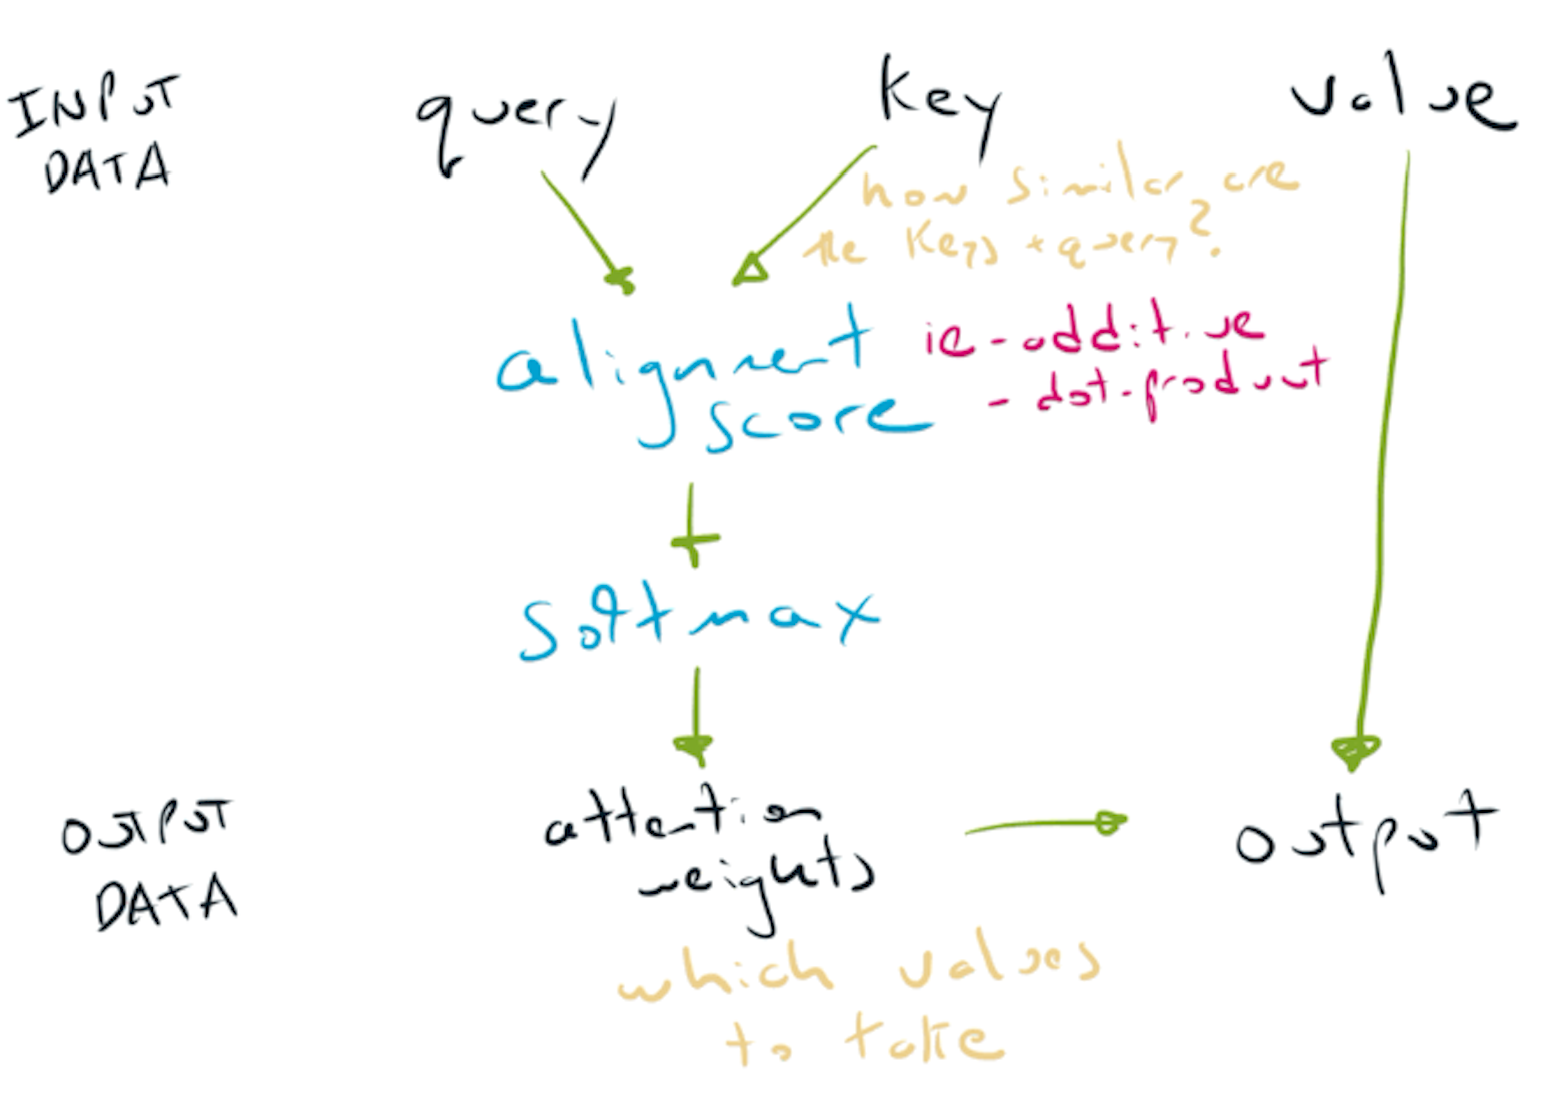 INPUT
DATA
query
key
value
how similar are
the keys + query?
alignment
score
ie - additive
- dot-product
softmax
OUTPUT
DATA
attention
weights
output
which values
to take